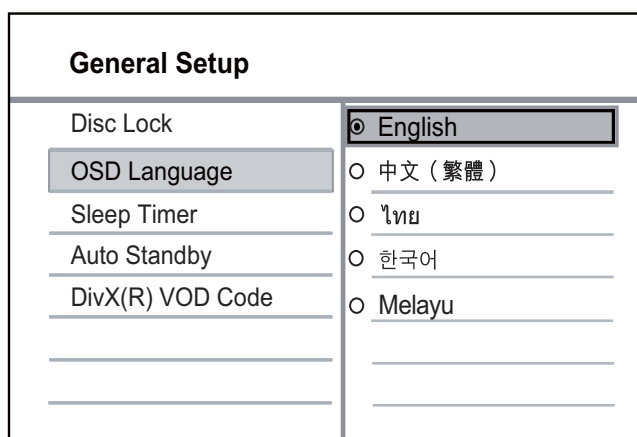 General Setup
Disc Lock
OSD Language
Sleep Timer
Auto Standby
DivX(R) VOD Code
English
中文 ( 繁體 )
ไทย
한국어
Melayu